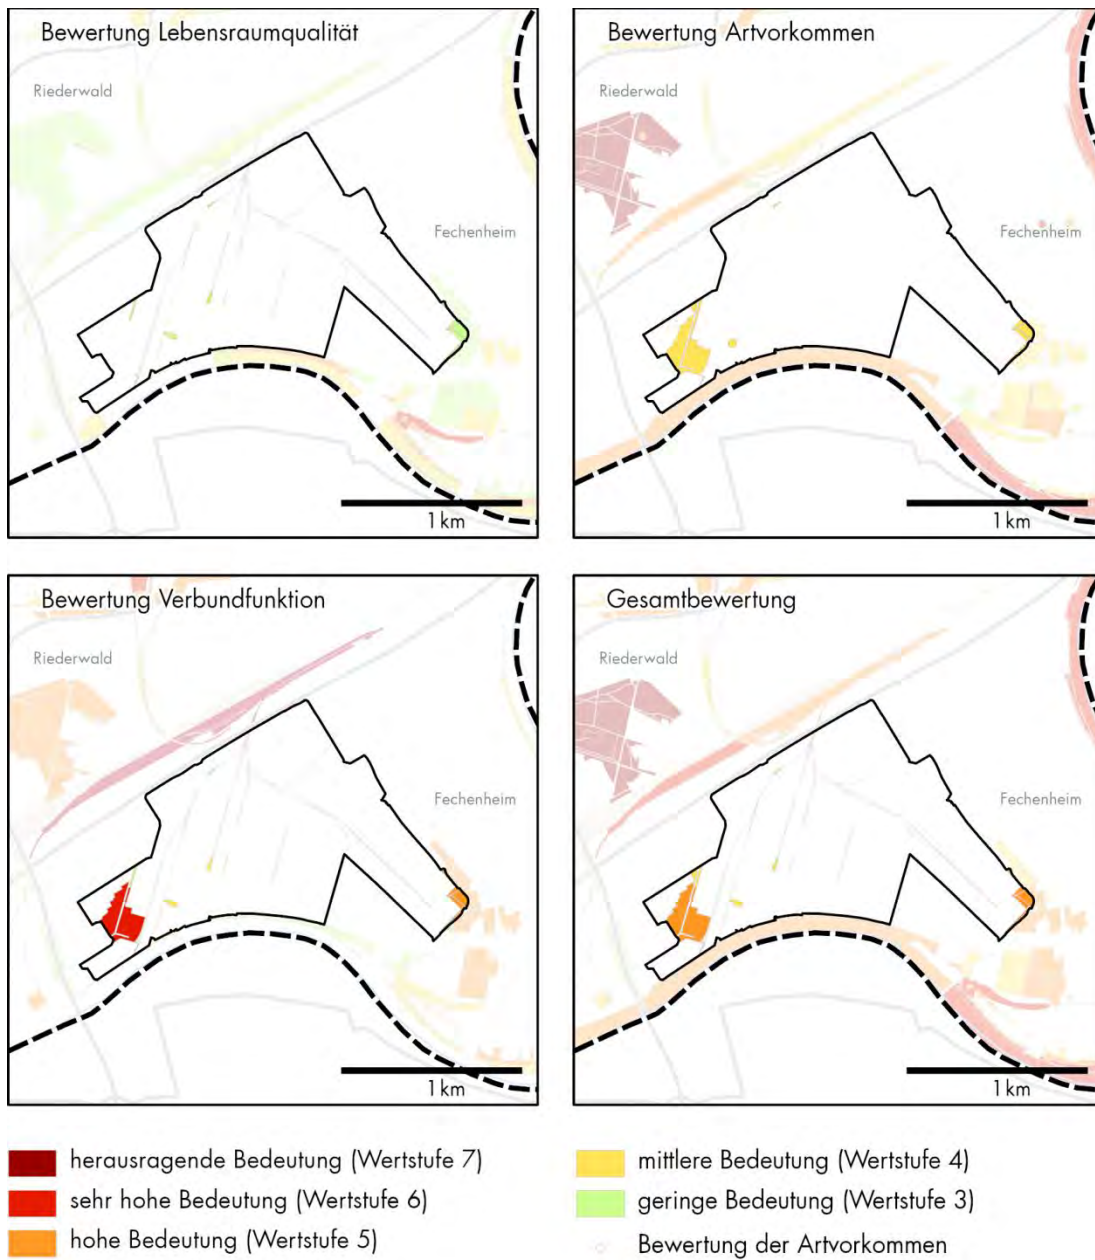 Bewertung Lebensraumqualität
Riederwald
Fechenheim
1 km
Bewertung Artvorkommen
Riederwald
Fechenheim
1 km
Bewertung Verbundfunktion
Riederwald
Fechenheim
1 km
Gesamtbewertung
Riederwald
Fechenheim
1 km
herausragende Bedeutung (Wertstufe 7)
sehr hohe Bedeutung (Wertstufe 6)
hohe Bedeutung (Wertstufe 5)
mittlere Bedeutung (Wertstufe 4)
geringe Bedeutung (Wertstufe 3)
Bewertung der Artvorkommen